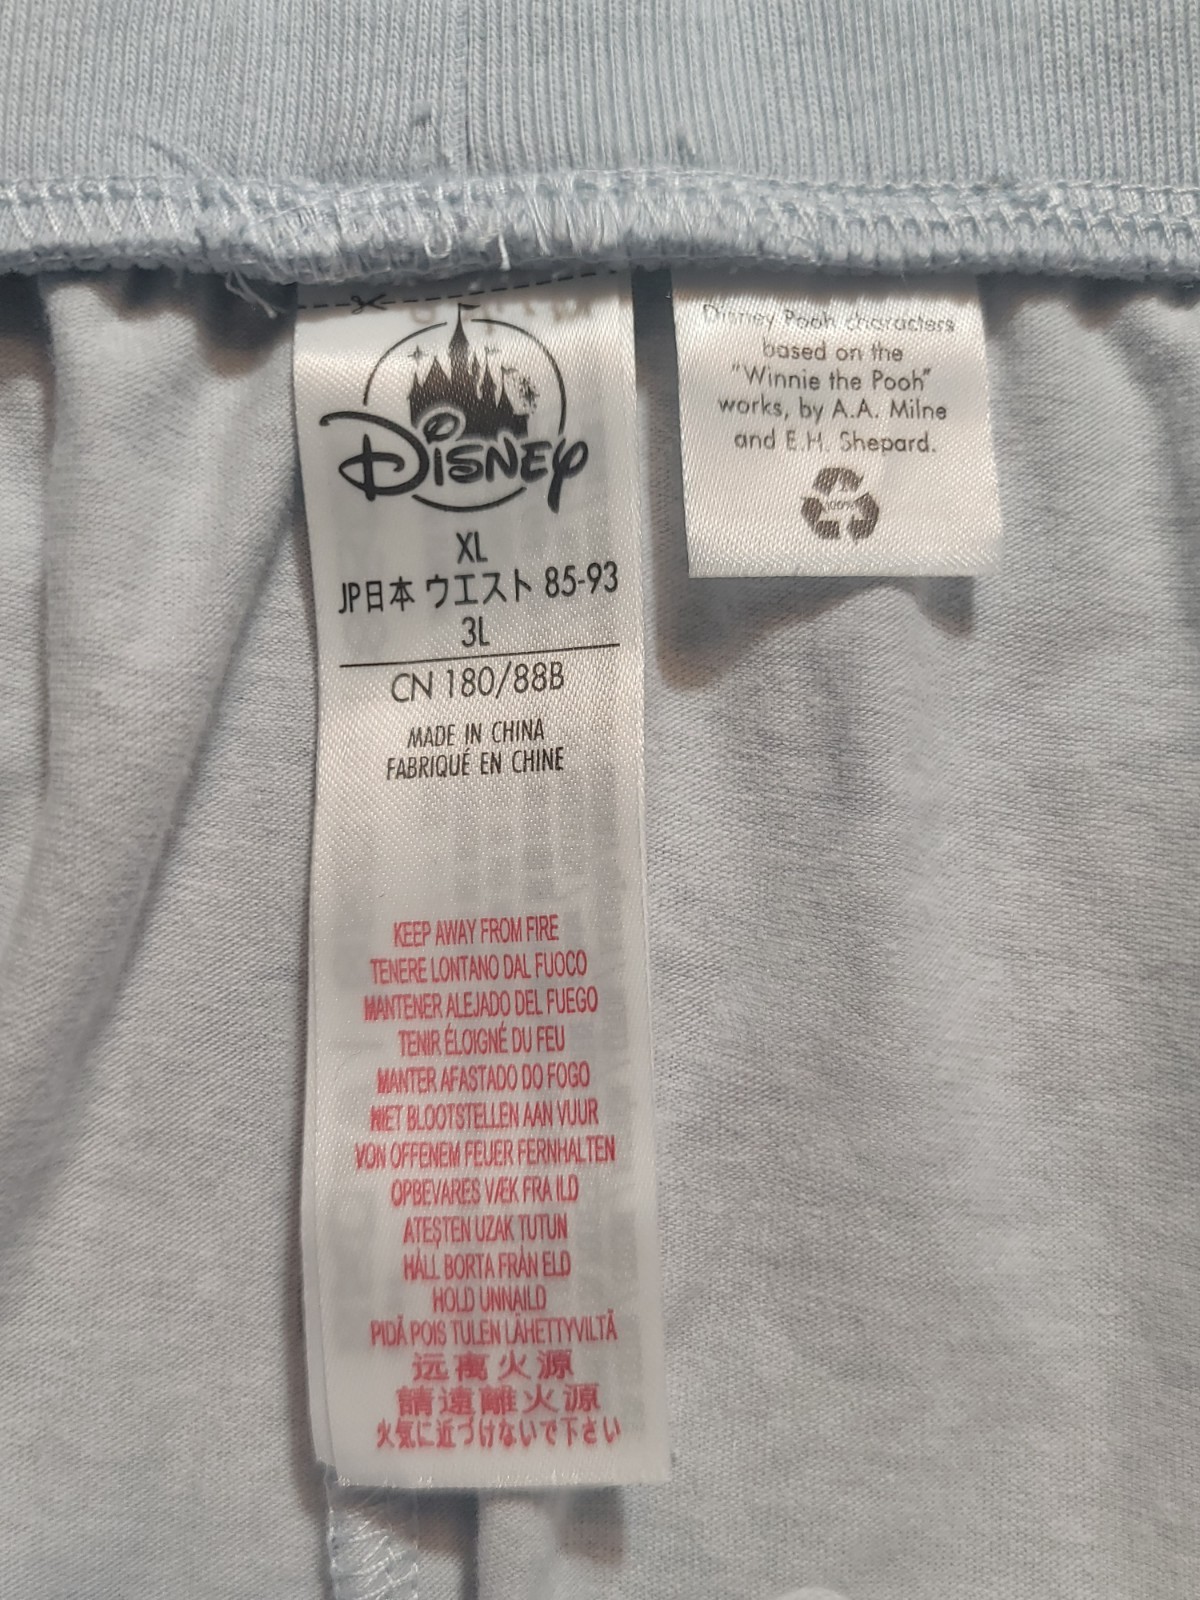 Disney
XL
JP日本 ウエスト 85-93
3L
CN 180/88B
MADE IN CHINA
FABRIQUÉ EN CHINE
KEEP AWAY FROM FIRE
TENERE LONTANO DAL FUOCO
MANTENER ALEJADO DEL FUEGO
TENIR ÉLOIGNÉ DU FEU
MANTER AFASTADO DO FOGO
NIET BLOOTSTELLEN AAN VUUR
VON OFFENEM FEUER FERNHALTEN
OPBEVARES VÆK FRA ILD
ATEŞTEN UZAK TUTUN
HÅLL BORTA FRÅN ELD
HOLD UNNAILD
PIDÄ POIS TULEN LÄHETTYVILTÄ
远离火源
請遠離火源
火気に近づけないで下さい
Disney Pooh characters
based on the
"Winnie the Pooh"
works, by A.A. Milne
and E.H. Shepard.
100%